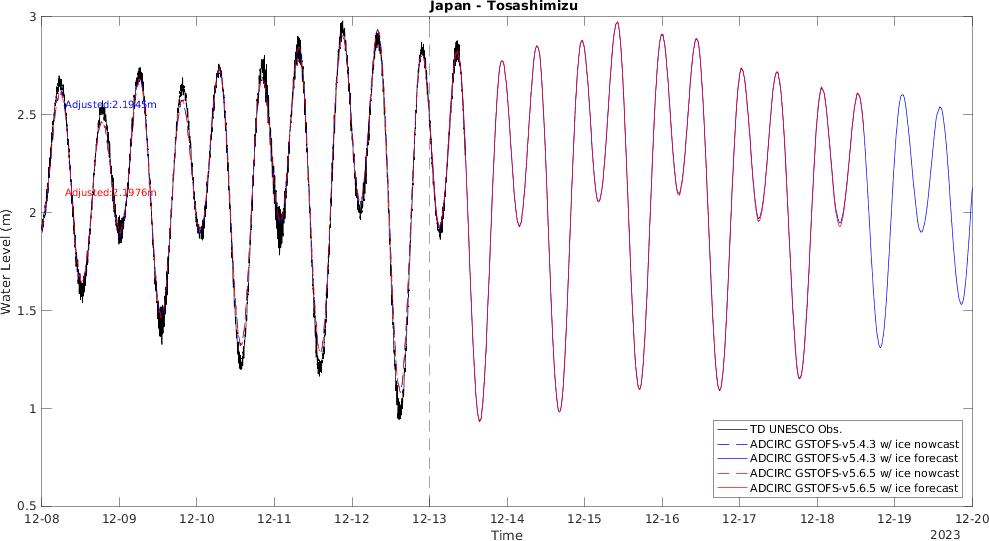 Japan - Tosashimizu
3
2.5
2
1.5
1
0.5
Water Level (m)
Adjusted:2.1945m
Adjusted:2.1976m
TD UNESCO Obs.
ADCIRC GSTOFS-v5.4.3 w/ ice nowcast
ADCIRC GSTOFS-v5.4.3 w/ ice forecast
ADCIRC GSTOFS-v5.6.5 w/ ice nowcast
ADCIRC GSTOFS-v5.6.5 w/ ice forecast
12-08 12-09 12-10 12-11 12-12 12-13 12-14 12-15 12-16 12-17 12-18 12-19 12-20
Time
2023